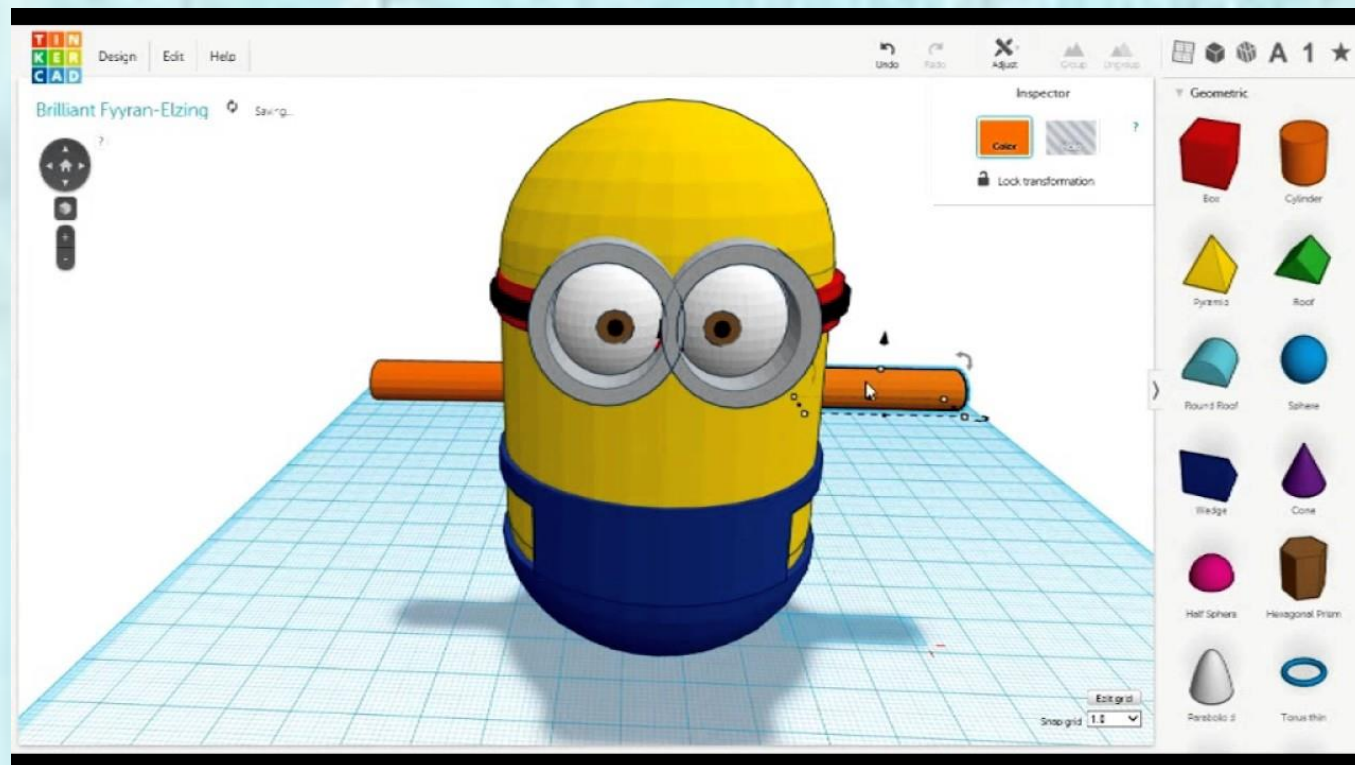 TIN
KER
CAD
Design Edit Help
Undo Redo Adjust Group Ungroup
A 1
Brilliant Fyyran-Elzing Saving...
?
+
-
Inspector
Color
?
Lock transformation
Geometric
Box Cylinder
Pyramid Roof
Round Roof Sphere
Wedge Cone
Half Sphere Hexagonal Prism
Torus thin
Edit grid
Snap grid 1.0